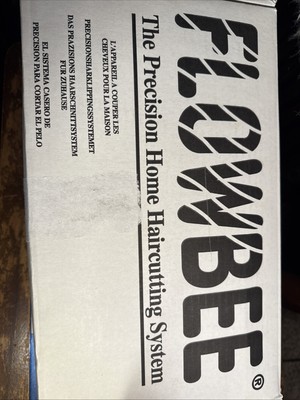 FLOWBEE®
The Precision Home Haircutting System
L'APPAREIL A COUPER LES
CHEVEUX POUR LA MAISON
PRECISIONSHARKLIPPINGSSYSTEMET
DAS PRAZISIONS HAARSCHNITTSYSTEM
FUR ZUHAUSE
EL SISTEMA CASERO DE
PRECISION PARA CORTAR EL PELO